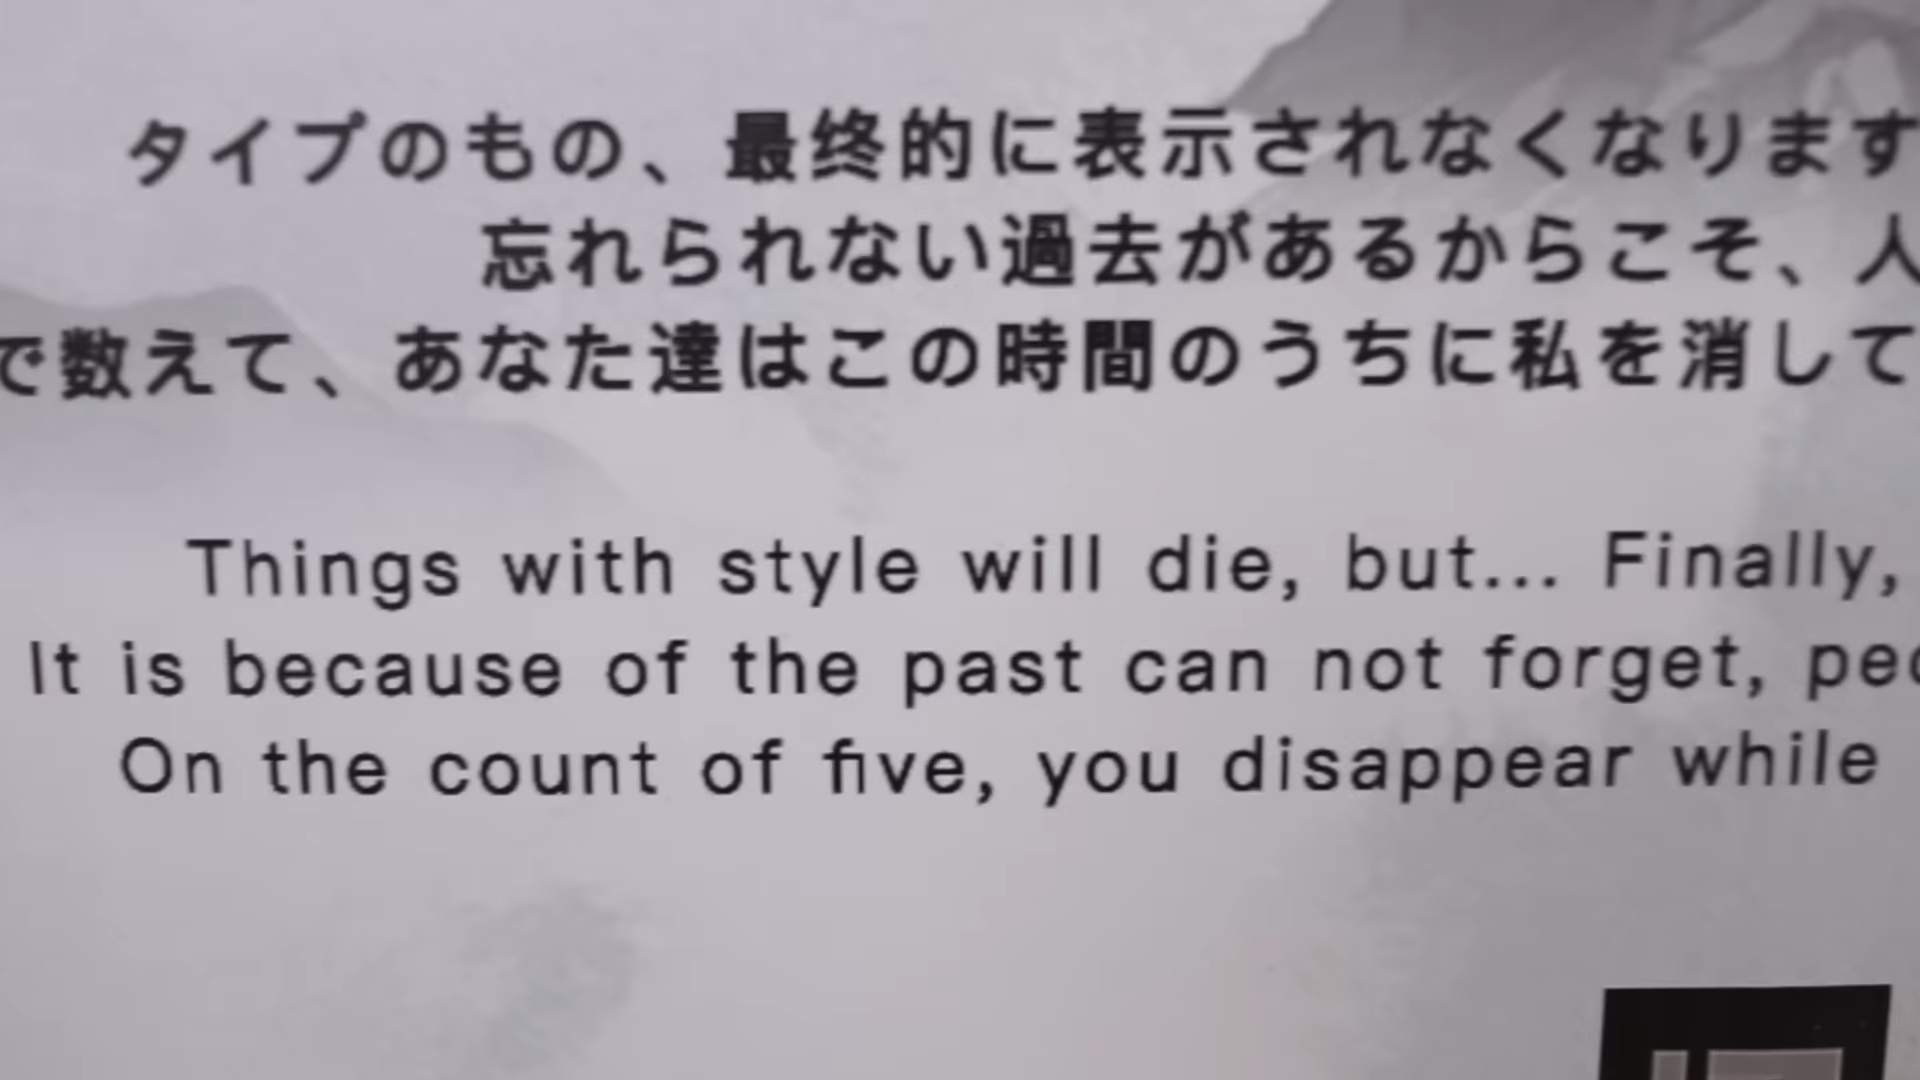 タイプのもの、最終的に表示されなくなります
忘れられない過去があるからこそ、人
で数えて、あなた達はこの時間のうちに私を消して
Things with style will die, but... Finally,
It is because of the past can not forget,
On the count of five, you disappear while